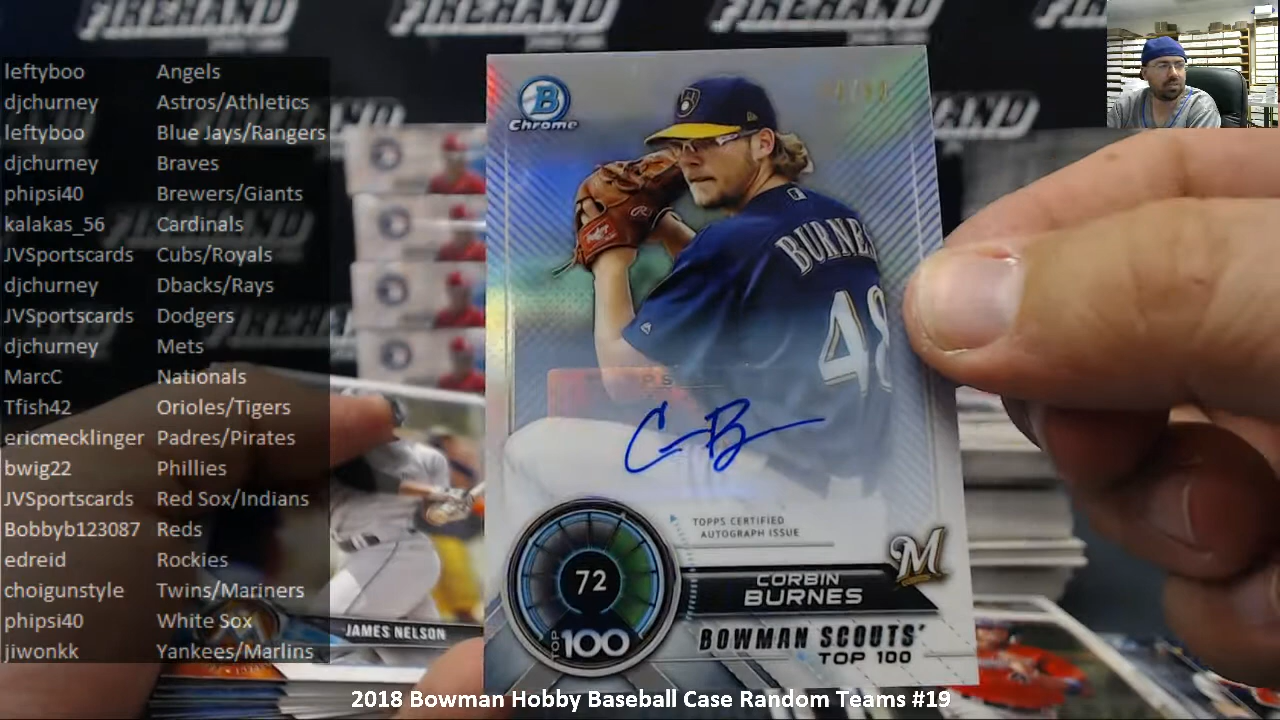 leftyboo Angels
djchurney Astros/Athletics
leftyboo Blue Jays/Rangers
djchurney Braves
phipsi40 Brewers/Giants
kalakas_56 Cardinals
JVSportscards Cubs/Royals
djchurney Dbacks/Rays
JVSportscards Dodgers
djchurney Mets
MarcC Nationals
Tfish42 Orioles/Tigers
ericmecklinger Padres/Pirates
bwig22 Phillies
JVSportscards Red Sox/Indians
Bobbyb123087 Reds
edreid Rockies
choigunstyle Twins/Mariners
phipsi40 White Sox
jiwonkk Yankees/Marlins
B
Chrome
BURNES
48
TOPPS CERTIFIED
AUTOGRAPH ISSUE
72
TOP 100
M
CORBIN
BURNES
BOWMAN SCOUTS'
TOP 100
JAMES NELSON
2018 Bowman Hobby Baseball Case Random Teams #19